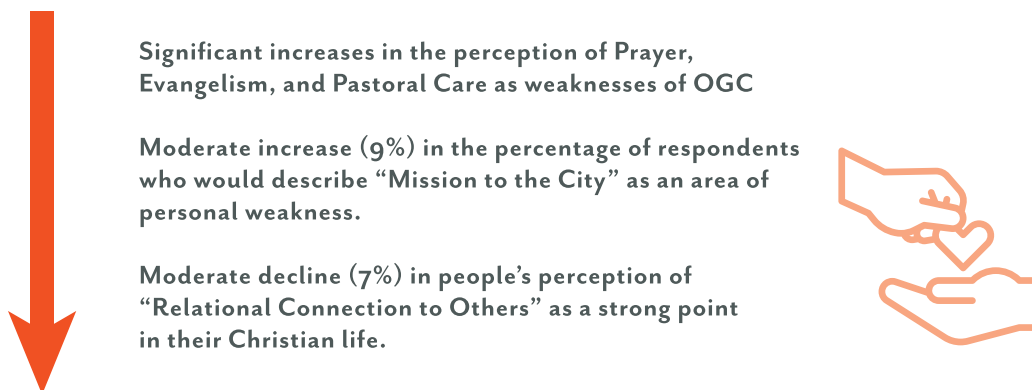 Significant increases in the perception of Prayer,
Evangelism, and Pastoral Care as weaknesses of OGC
Moderate increase (9%) in the percentage of respondents
who would describe “Mission to the City” as an area of
personal weakness.
Moderate decline (7%) in people’s perception of
“Relational Connection to Others” as a strong point
in their Christian life.